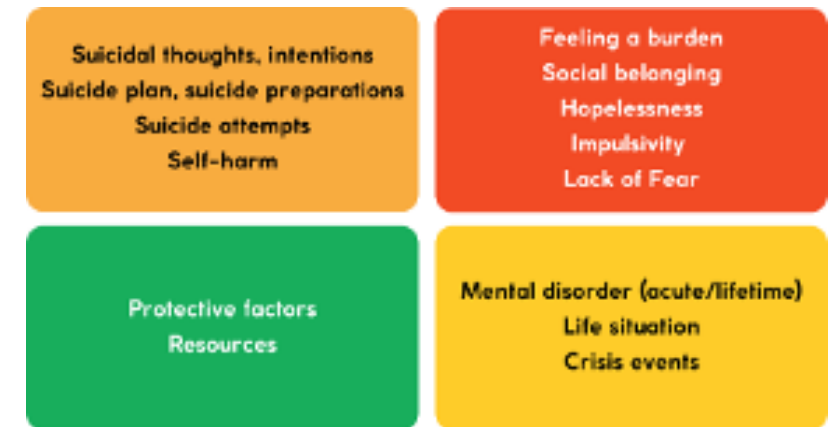 Suicidal thoughts, intentions
Suicide plan, suicide preparations
Suicide attempts
Self-harm
Feeling a burden
Social belonging
Hopelessness
Impulsivity
Lack of Fear
Protective factors
Resources
Mental disorder (acute/lifetime)
Life situation
Crisis events